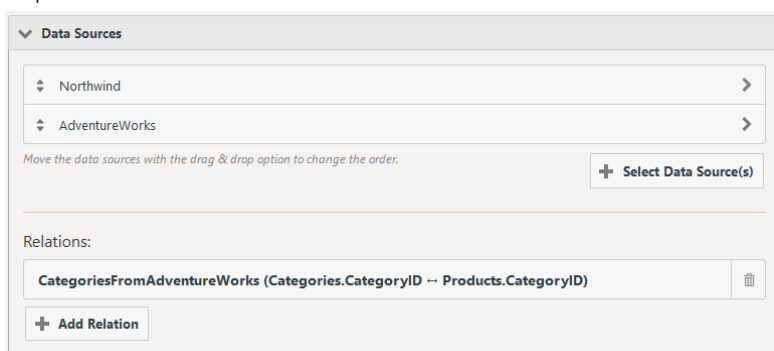 Data Sources
Northwind
AdventureWorks
Move the data sources with the drag & drop option to change the order.
Select Data Source(s)
Relations:
CategoriesFromAdventureWorks (Categories.CategoryID ↔ Products.CategoryID)
Add Relation